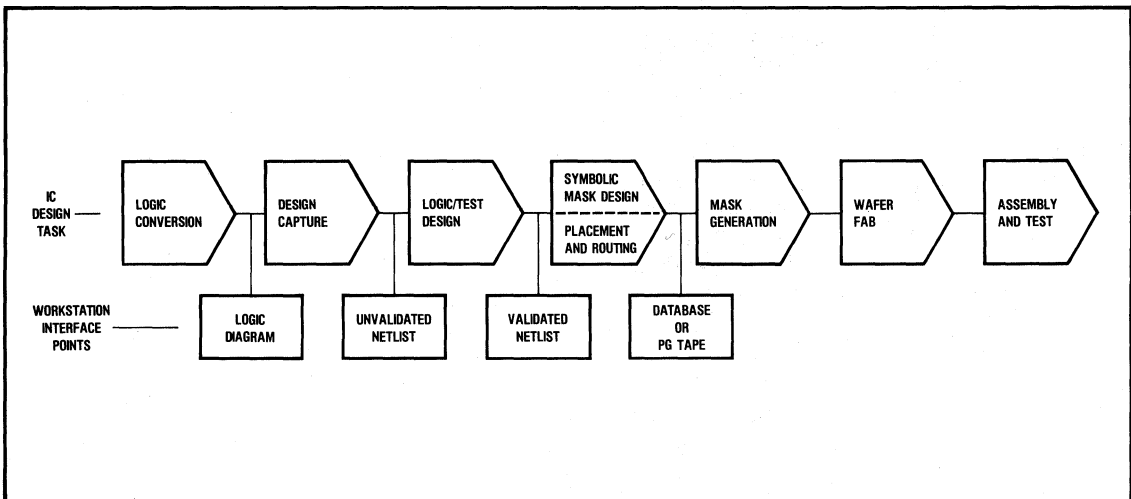 IC
DESIGN
TASK
LOGIC
CONVERSION
DESIGN
CAPTURE
LOGIC/TEST
DESIGN
SYMBOLIC
MASK DESIGN
PLACEMENT
AND ROUTING
MASK
GENERATION
WAFER
FAB
ASSEMBLY
AND TEST
WORKSTATION
INTERFACE
POINTS
LOGIC
DIAGRAM
UNVALIDATED
NETLIST
VALIDATED
NETLIST
DATABASE
OR
PG TAPE